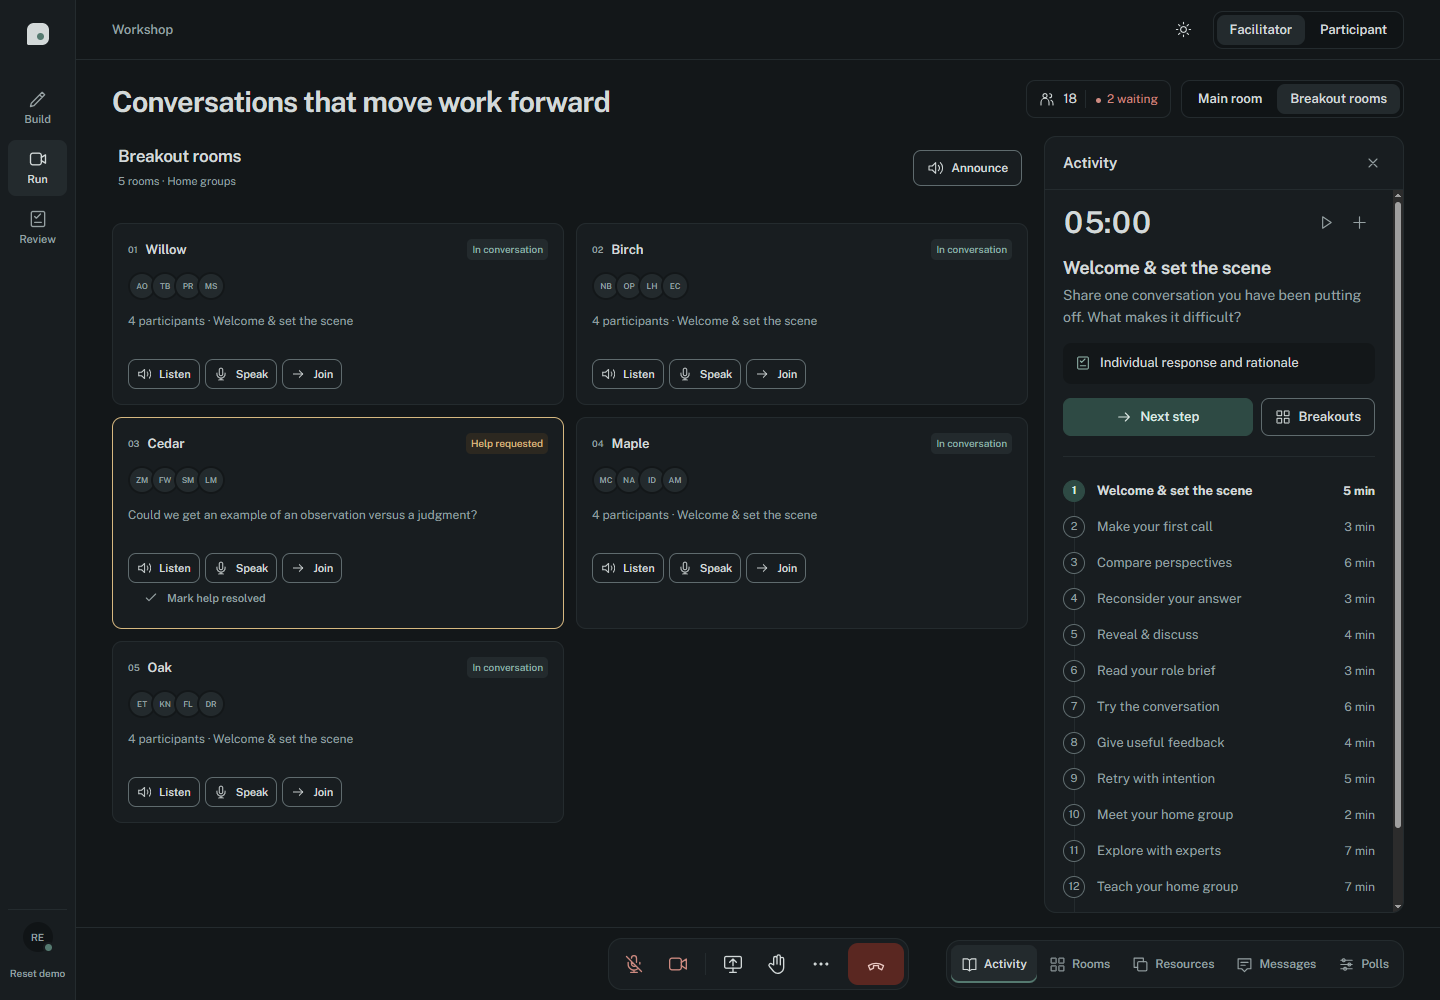 Workshop
Facilitator
Participant
Build
Run
Review
Conversations that move work forward
18
2 waiting
Main room
Breakout rooms
Breakout rooms
5 rooms · Home groups
Announce
01 Willow
In conversation
AO TB PR MS
4 participants · Welcome & set the scene
Listen
Speak
Join
02 Birch
In conversation
NB OP LH EC
4 participants · Welcome & set the scene
Listen
Speak
Join
03 Cedar
Help requested
ZM FW SM LM
Could we get an example of an observation versus a judgment?
Listen
Speak
Join
Mark help resolved
04 Maple
In conversation
MC NA ID AM
4 participants · Welcome & set the scene
Listen
Speak
Join
05 Oak
In conversation
ET KN FL DR
4 participants · Welcome & set the scene
Listen
Speak
Join
Activity
05:00
Welcome & set the scene
Share one conversation you have been putting
off. What makes it difficult?
Individual response and rationale
Next step
Breakouts
1 Welcome & set the scene 5 min
2 Make your first call 3 min
3 Compare perspectives 6 min
4 Reconsider your answer 3 min
5 Reveal & discuss 4 min
6 Read your role brief 3 min
7 Try the conversation 6 min
8 Give useful feedback 4 min
9 Retry with intention 5 min
10 Meet your home group 2 min
11 Explore with experts 7 min
12 Teach your home group 7 min
RE
Reset demo
Activity
Rooms
Resources
Messages
Polls